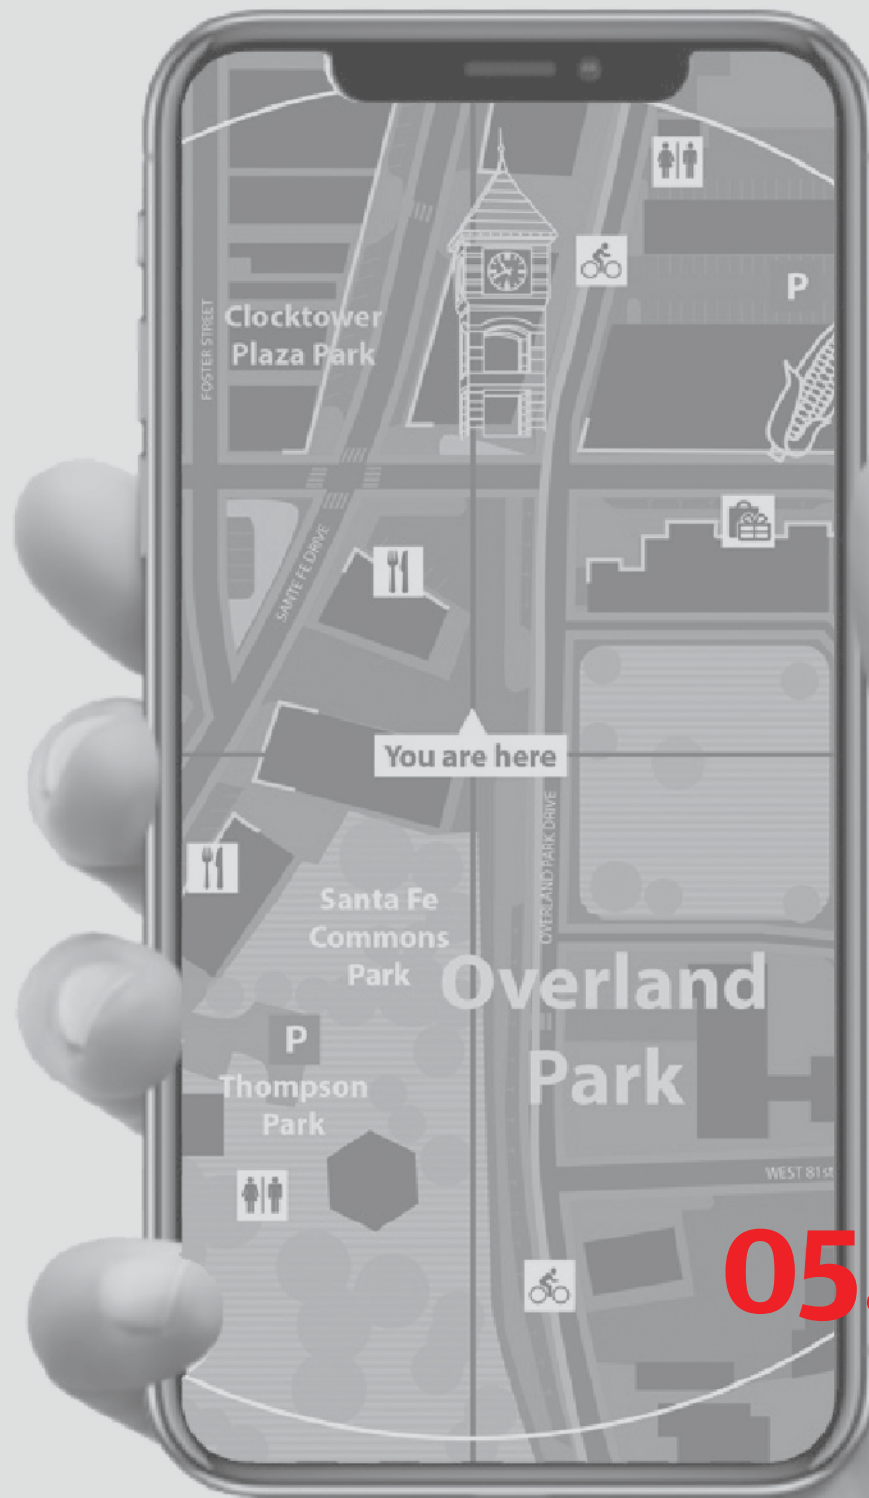 P
FOSTER STREET
Clocktower
Plaza Park
SANTE FE DRIVE
You are here
OVERLAND PARK DRIVE
Santa Fe
Commons
Park
Overland
Park
P
Thompson
Park
WEST 81st
05.